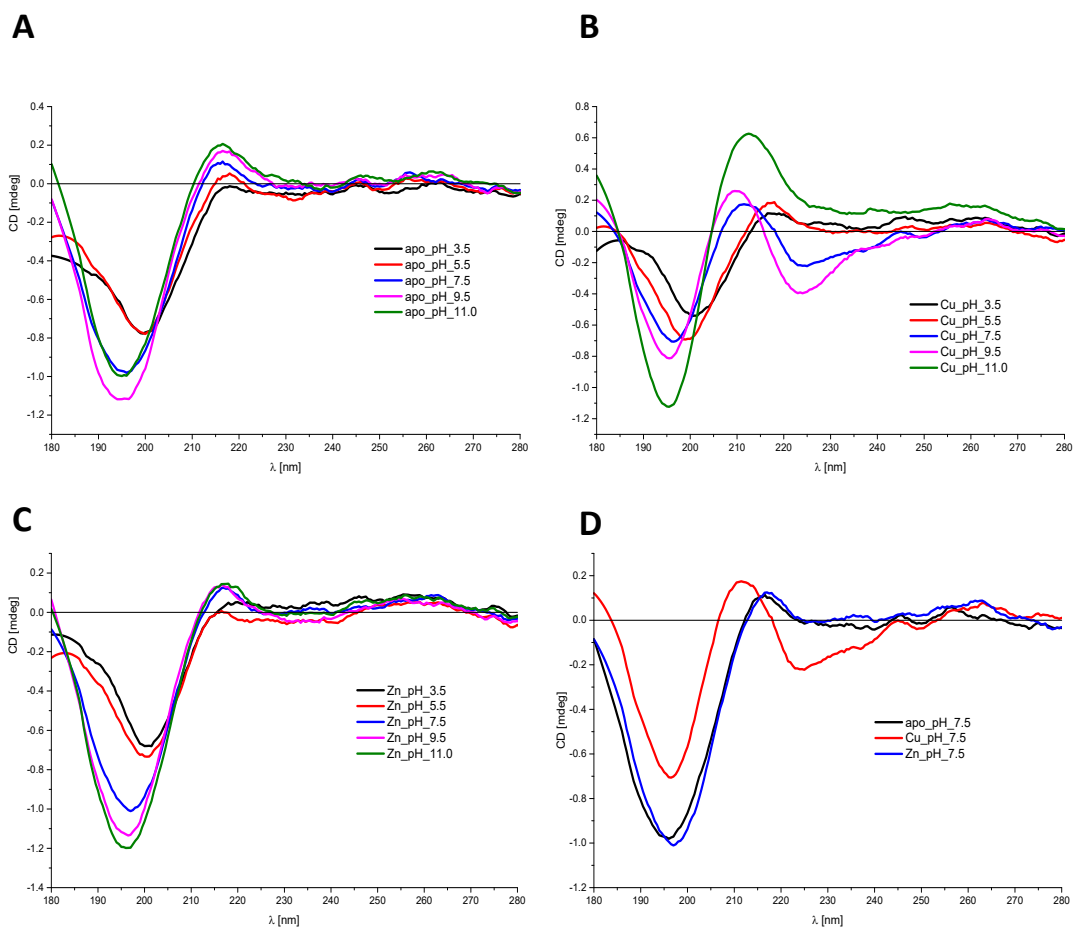 A
B
0.4
0.2
0.0
-0.2
-0.4
-0.6
-0.8
-1.0
-1.2
CD [mdeg]
apo_pH_3.5
apo_pH_5.5
apo_pH_7.5
apo_pH_9.5
apo_pH_11.0
180 190 200 210 220 230 240 250 260 270 280
λ [nm]
0.8
0.6
0.4
0.2
0.0
-0.2
-0.4
-0.6
-0.8
-1.0
-1.2
CD [mdeg]
Cu_pH_3.5
Cu_pH_5.5
Cu_pH_7.5
Cu_pH_9.5
Cu_pH_11.0
180 190 200 210 220 230 240 250 260 270 280
λ [nm]
C
D
0.2
0.0
-0.2
-0.4
-0.6
-0.8
-1.0
-1.2
-1.4
CD [mdeg]
Zn_pH_3.5
Zn_pH_5.5
Zn_pH_7.5
Zn_pH_9.5
Zn_pH_11.0
180 190 200 210 220 230 240 250 260 270 280
λ [nm]
0.2
0.0
-0.2
-0.4
-0.6
-0.8
-1.0
-1.2
CD [mdeg]
apo_pH_7.5
Cu_pH_7.5
Zn_pH_7.5
180 190 200 210 220 230 240 250 260 270 280
λ [nm]